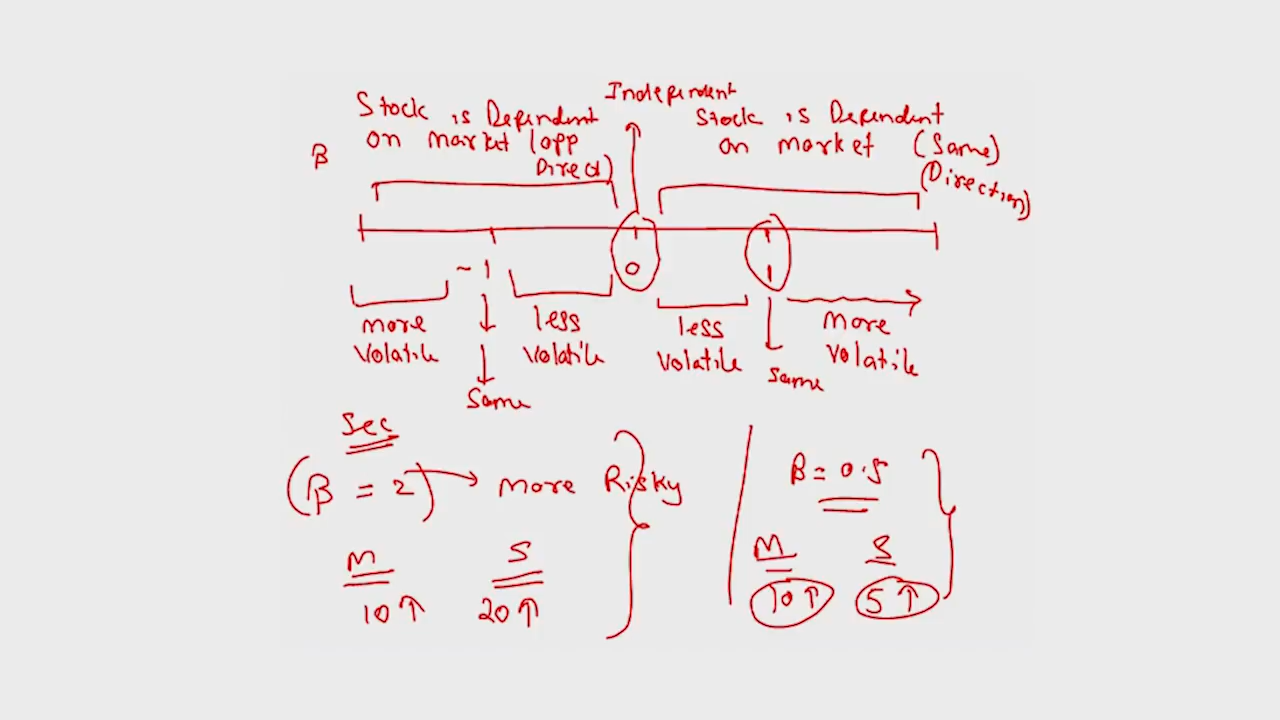 Independent
Stock is Dependent
on market (opp
Direct)
Stock is Dependent
on market (Same)
(Direction)
B
-1
0
1
more
volatile
Same
less
volatile
less
volatile
Same
more
volatile
Sec
(B = 2) → more Risky
M S
10↑ 20↑
B = 0.5
M S
10↑ 5↑